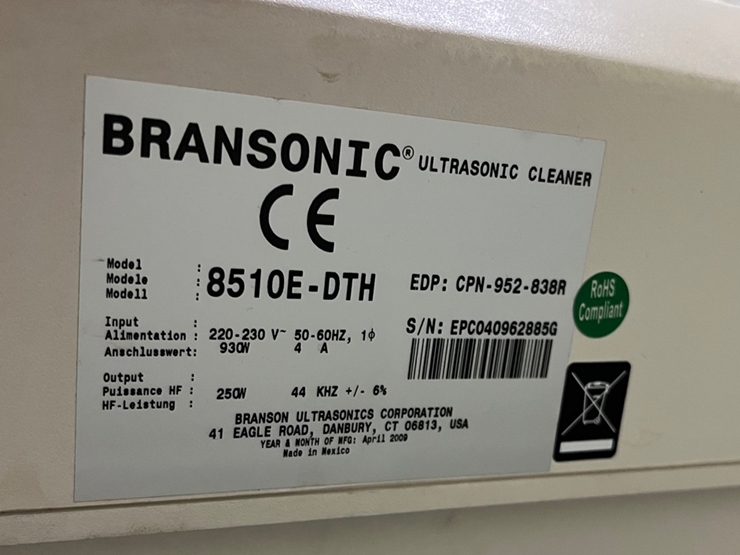 BRANSONIC® ULTRASONIC CLEANER
CE
Model :
Modele
Modell : 8510E-DTH EDP: CPN-952-838R
Input :
Alimentation : 220-230 V~ 50-60HZ, 1ϕ
Anschlusswert: 930W 4 A
S/N: EPC040962885G
Output :
Puissance HF : 250W 44 KHZ +/- 6%
HF-Leistung :
BRANSON ULTRASONICS CORPORATION
41 EAGLE ROAD, DANBURY, CT 06813, USA
YEAR & MONTH OF MFG: April 2009
Made in Mexico
RoHS
Compliant